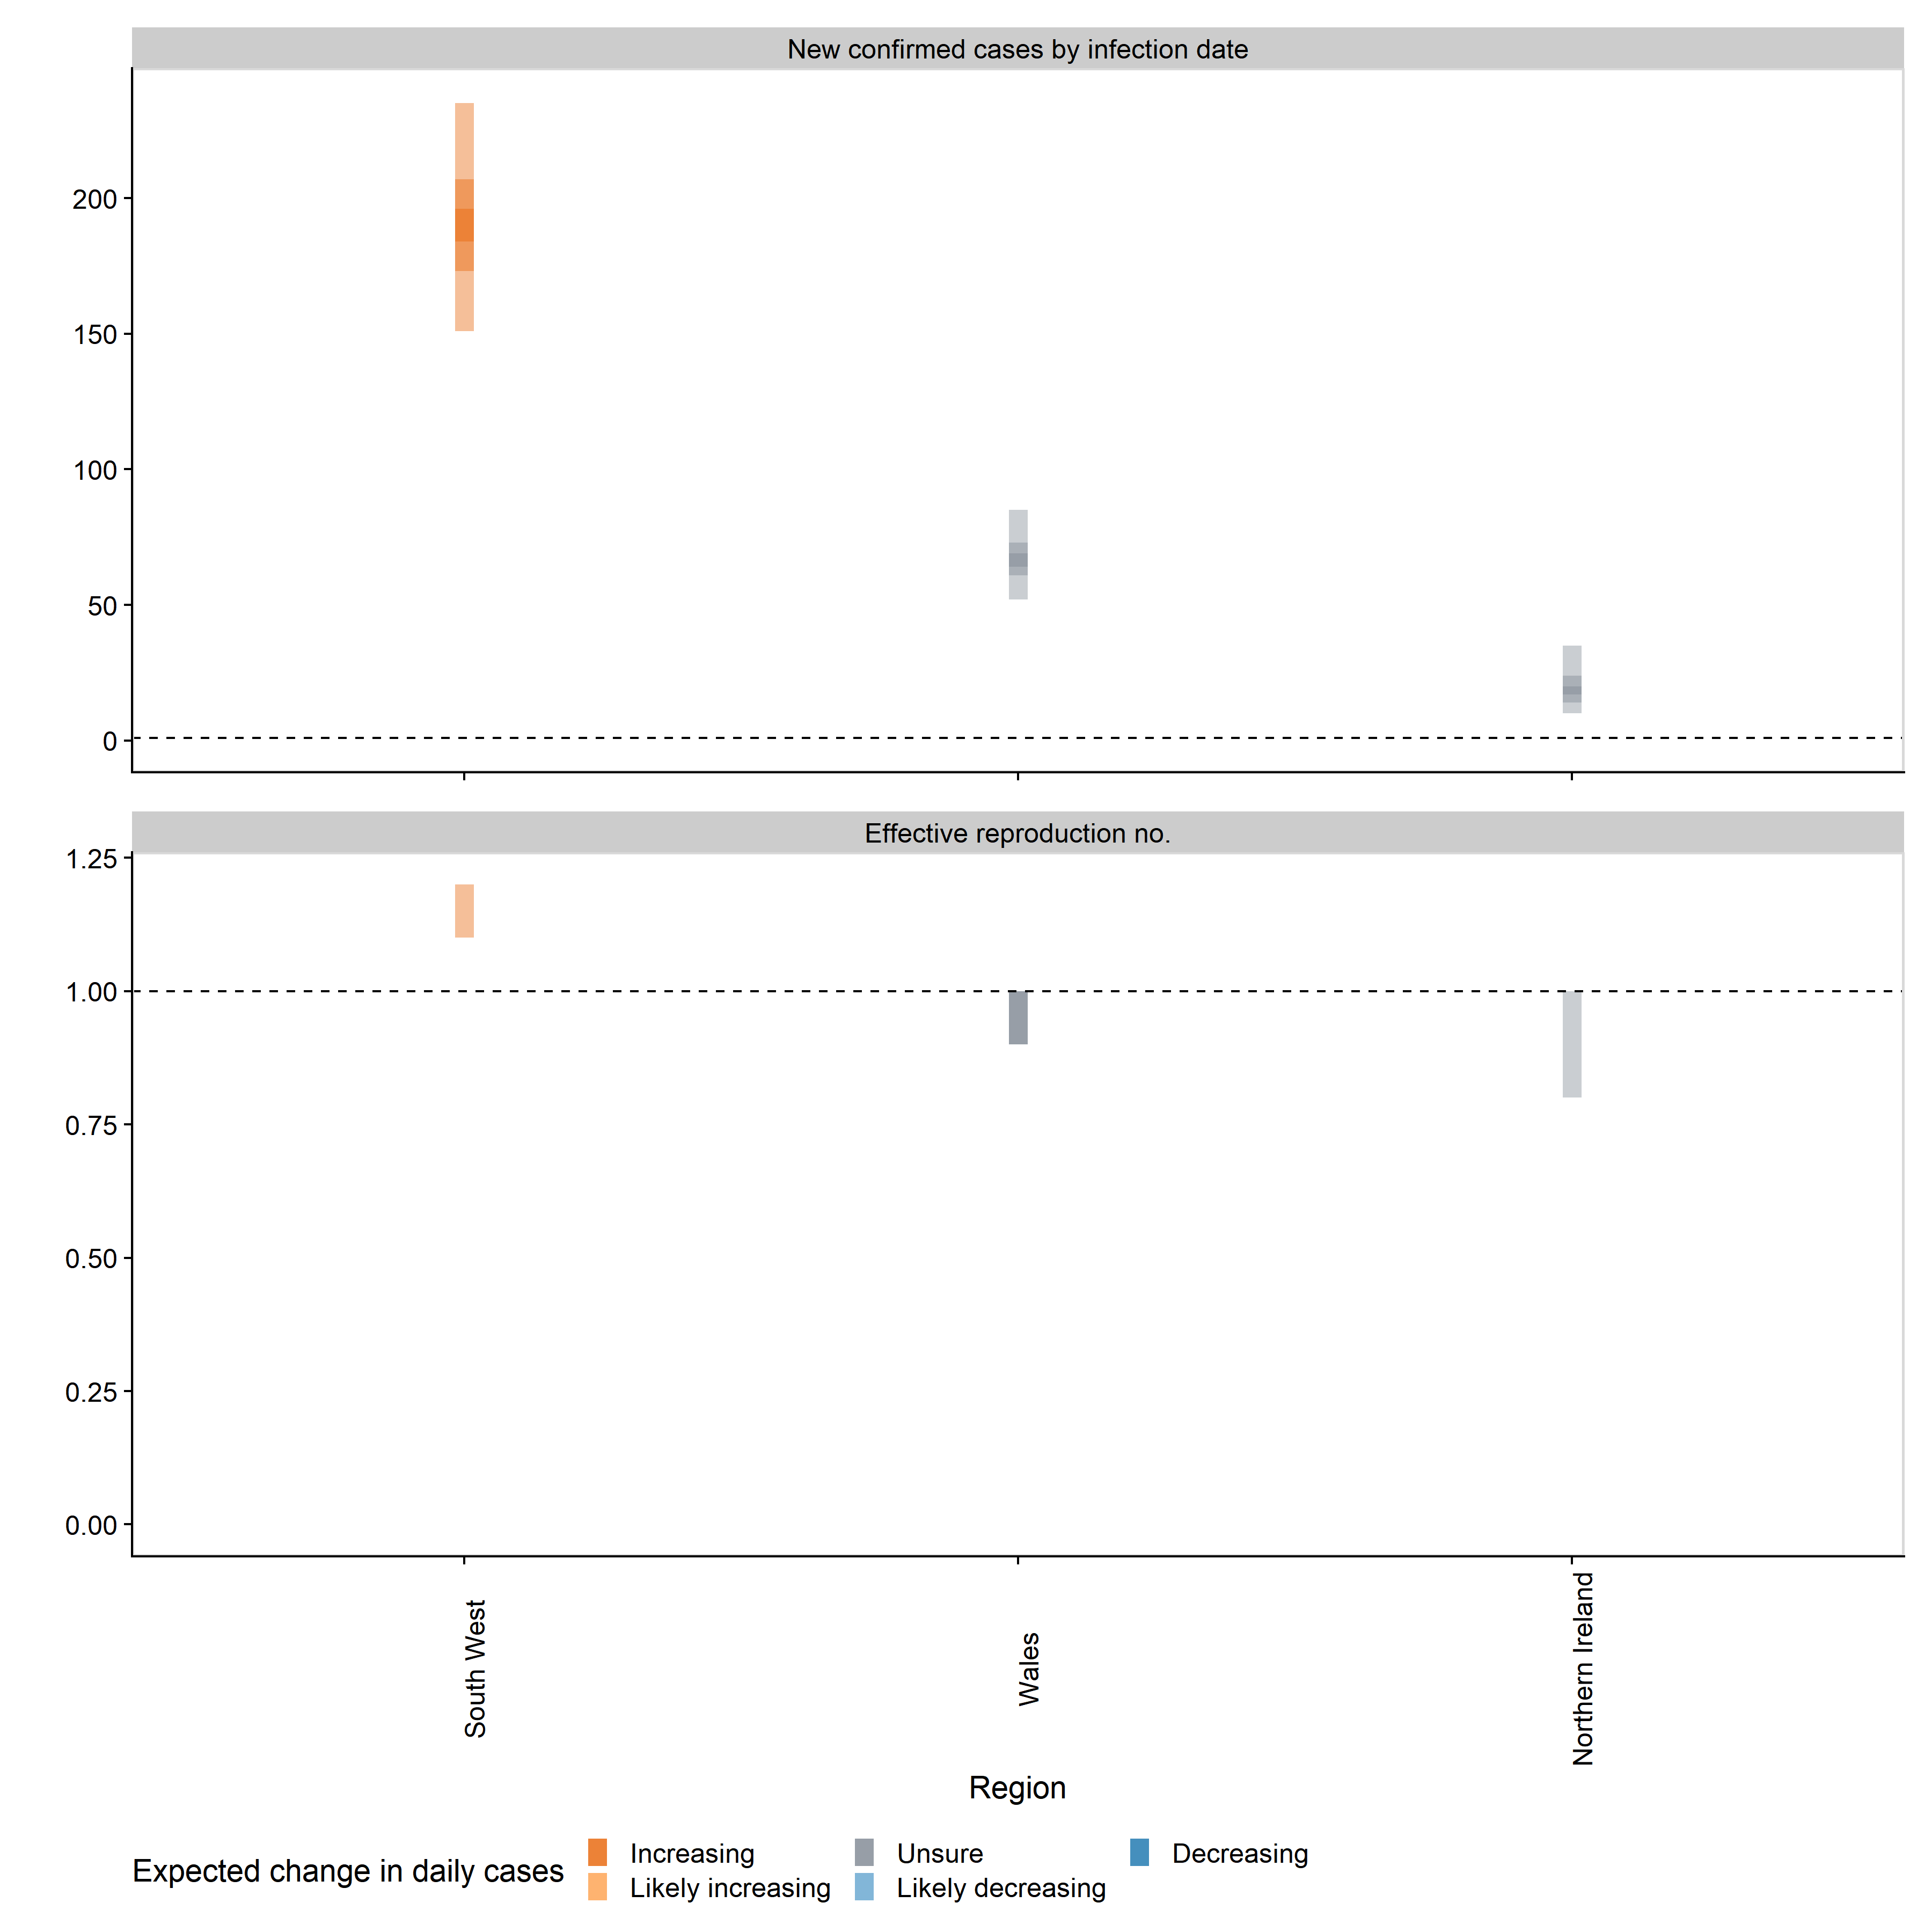 New confirmed cases by infection date
200
150
100
50
0
Effective reproduction no.
1.25
1.00
0.75
0.50
0.25
0.00
South West
Wales
Northern Ireland
Region
Expected change in daily cases
Increasing
Likely increasing
Unsure
Likely decreasing
Decreasing